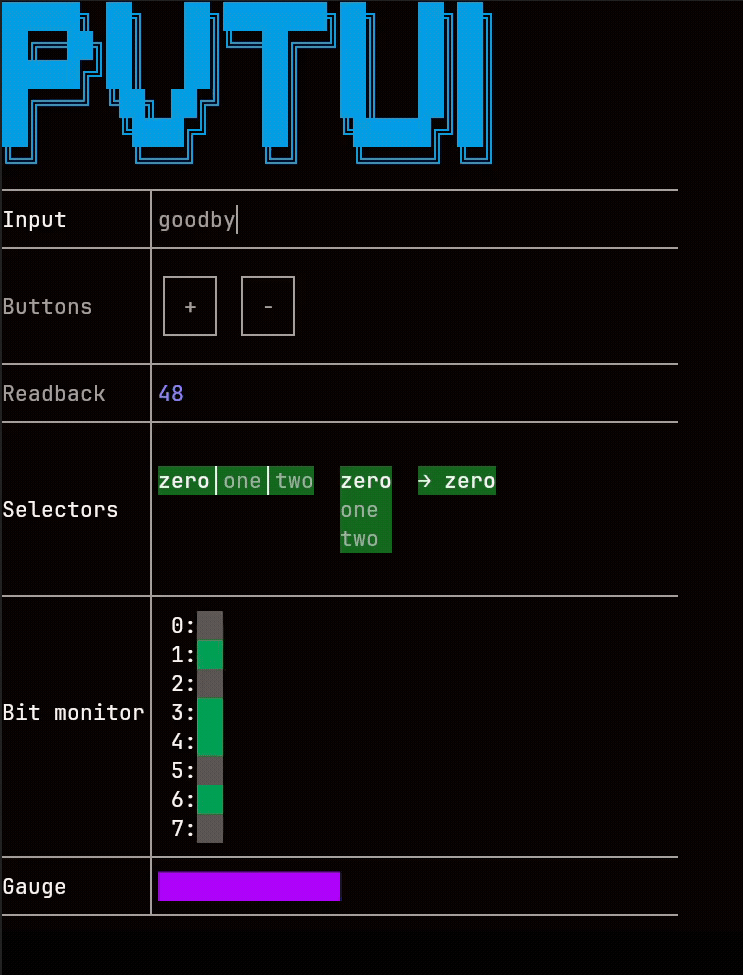 PVTUI
Input goodby
Buttons + -
Readback 48
zero one two zero → zero
one
Selectors
two
0:
1:
2:
Bit monitor 3:
4:
5:
6:
7:
Gauge